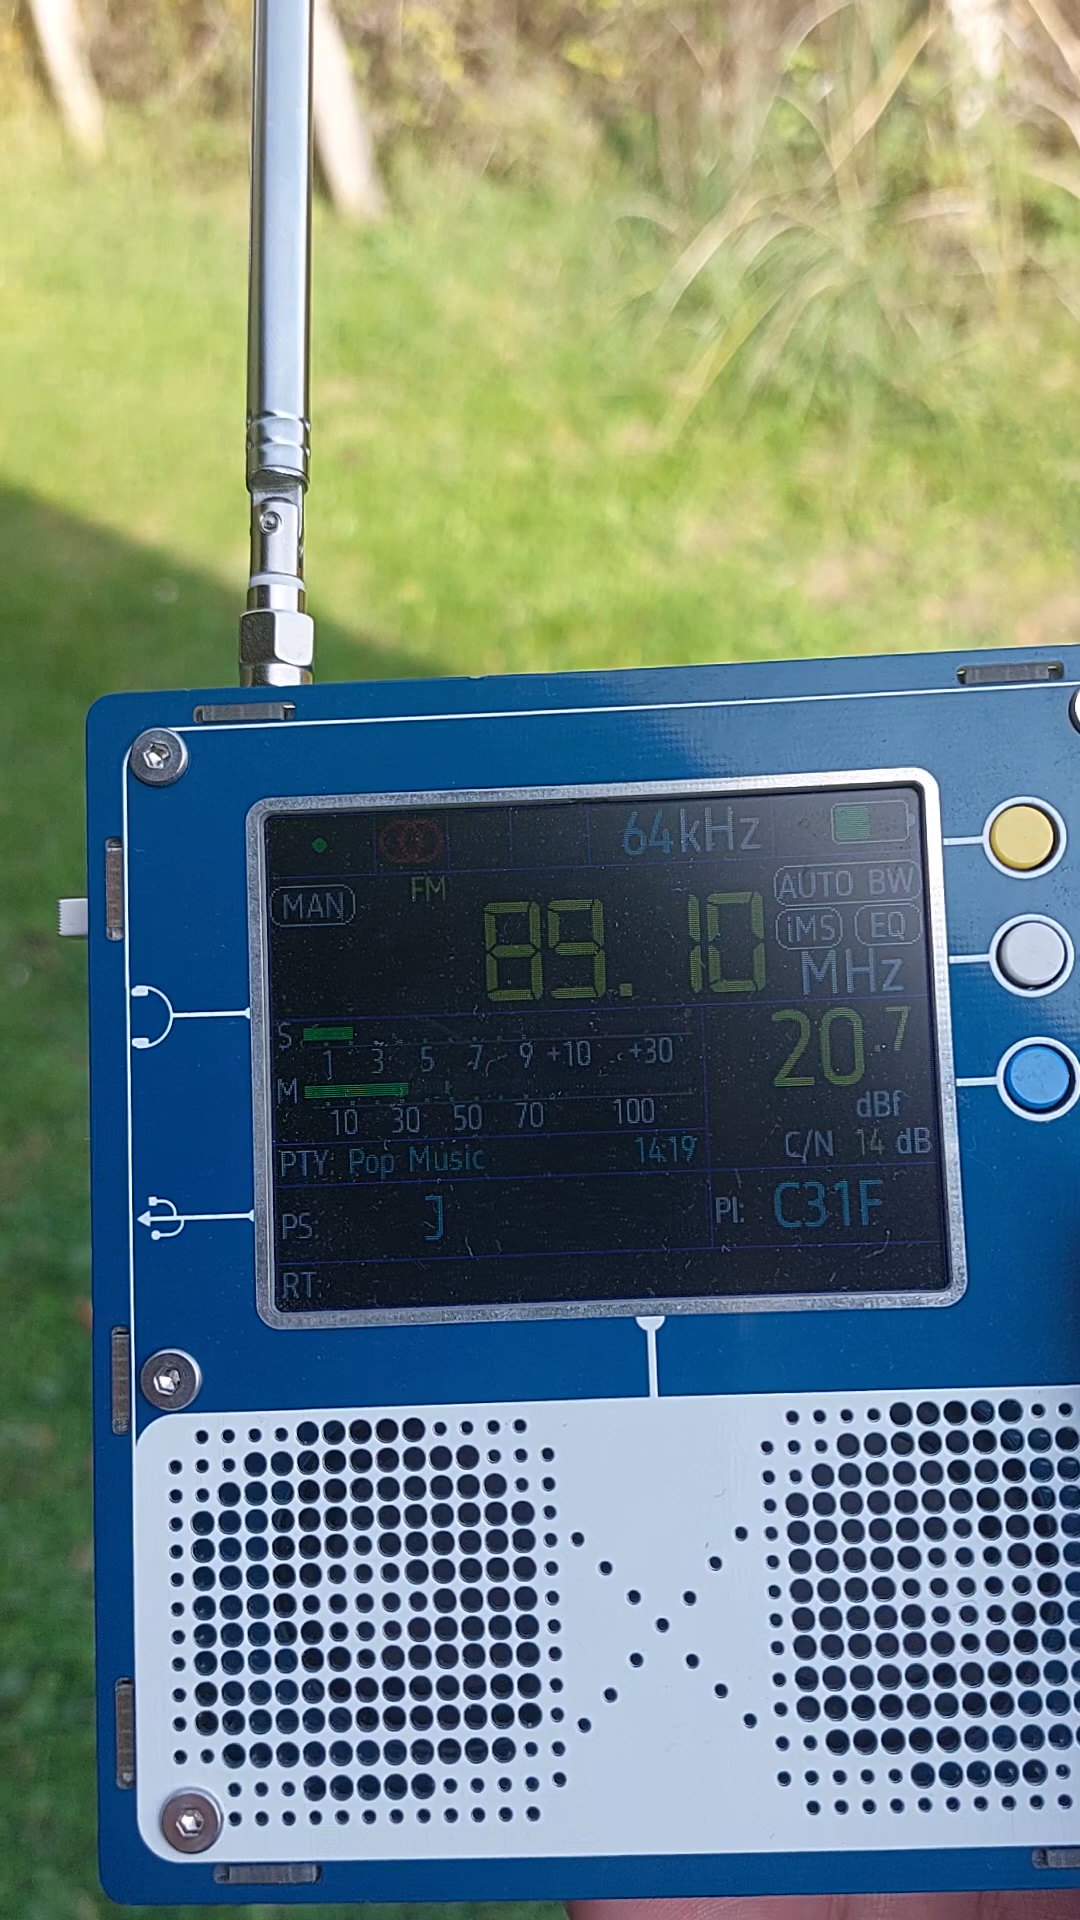 64kHz
MAN FM 89.10 AUTO BW
iMS EQ
MHz
S
1 3 5 7 9 +10 +30
20.7
M
10 30 50 70 100
dBf
C/N 14 dB
PTY: Pop Music 14:19
PS: J
PI: C31F
RT: